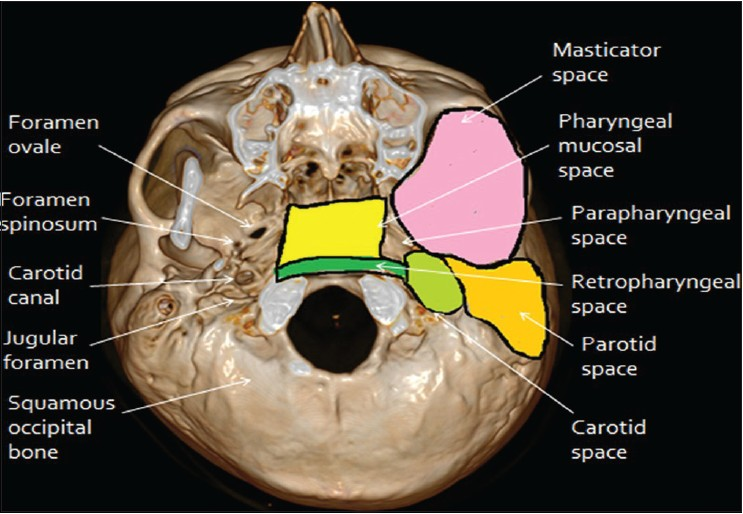 Masticator
space
Foramen
ovale
Pharyngeal
mucosal
space
Foramen
spinosum
Parapharyngeal
space
Carotid
canal
Retropharyngeal
space
Jugular
foramen
Parotid
space
Squamous
occipital
bone
Carotid
space